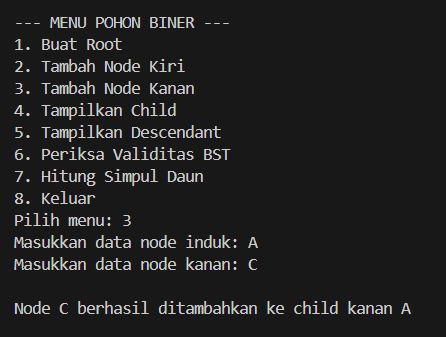 --- MENU POHON BINER ---
1. Buat Root
2. Tambah Node Kiri
3. Tambah Node Kanan
4. Tampilkan Child
5. Tampilkan Descendant
6. Periksa Validitas BST
7. Hitung Simpul Daun
8. Keluar
Pilih menu: 3
Masukkan data node induk: A
Masukkan data node kanan: C
Node C berhasil ditambahkan ke child kanan A